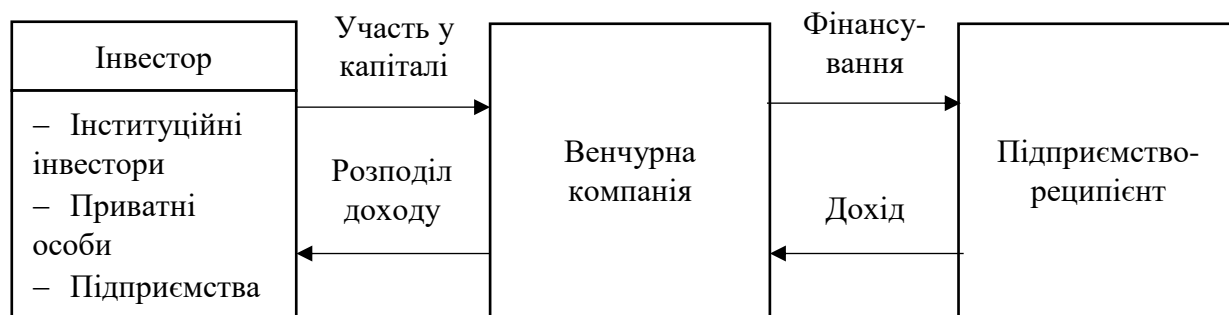 Інвестор
– Інституційні
інвестори
– Приватні
особи
– Підприємства
Участь у
капіталі
Розподіл
доходу
Венчурна
компанія
Фінансу-
вання
Дохід
Підприємство-
реципієнт